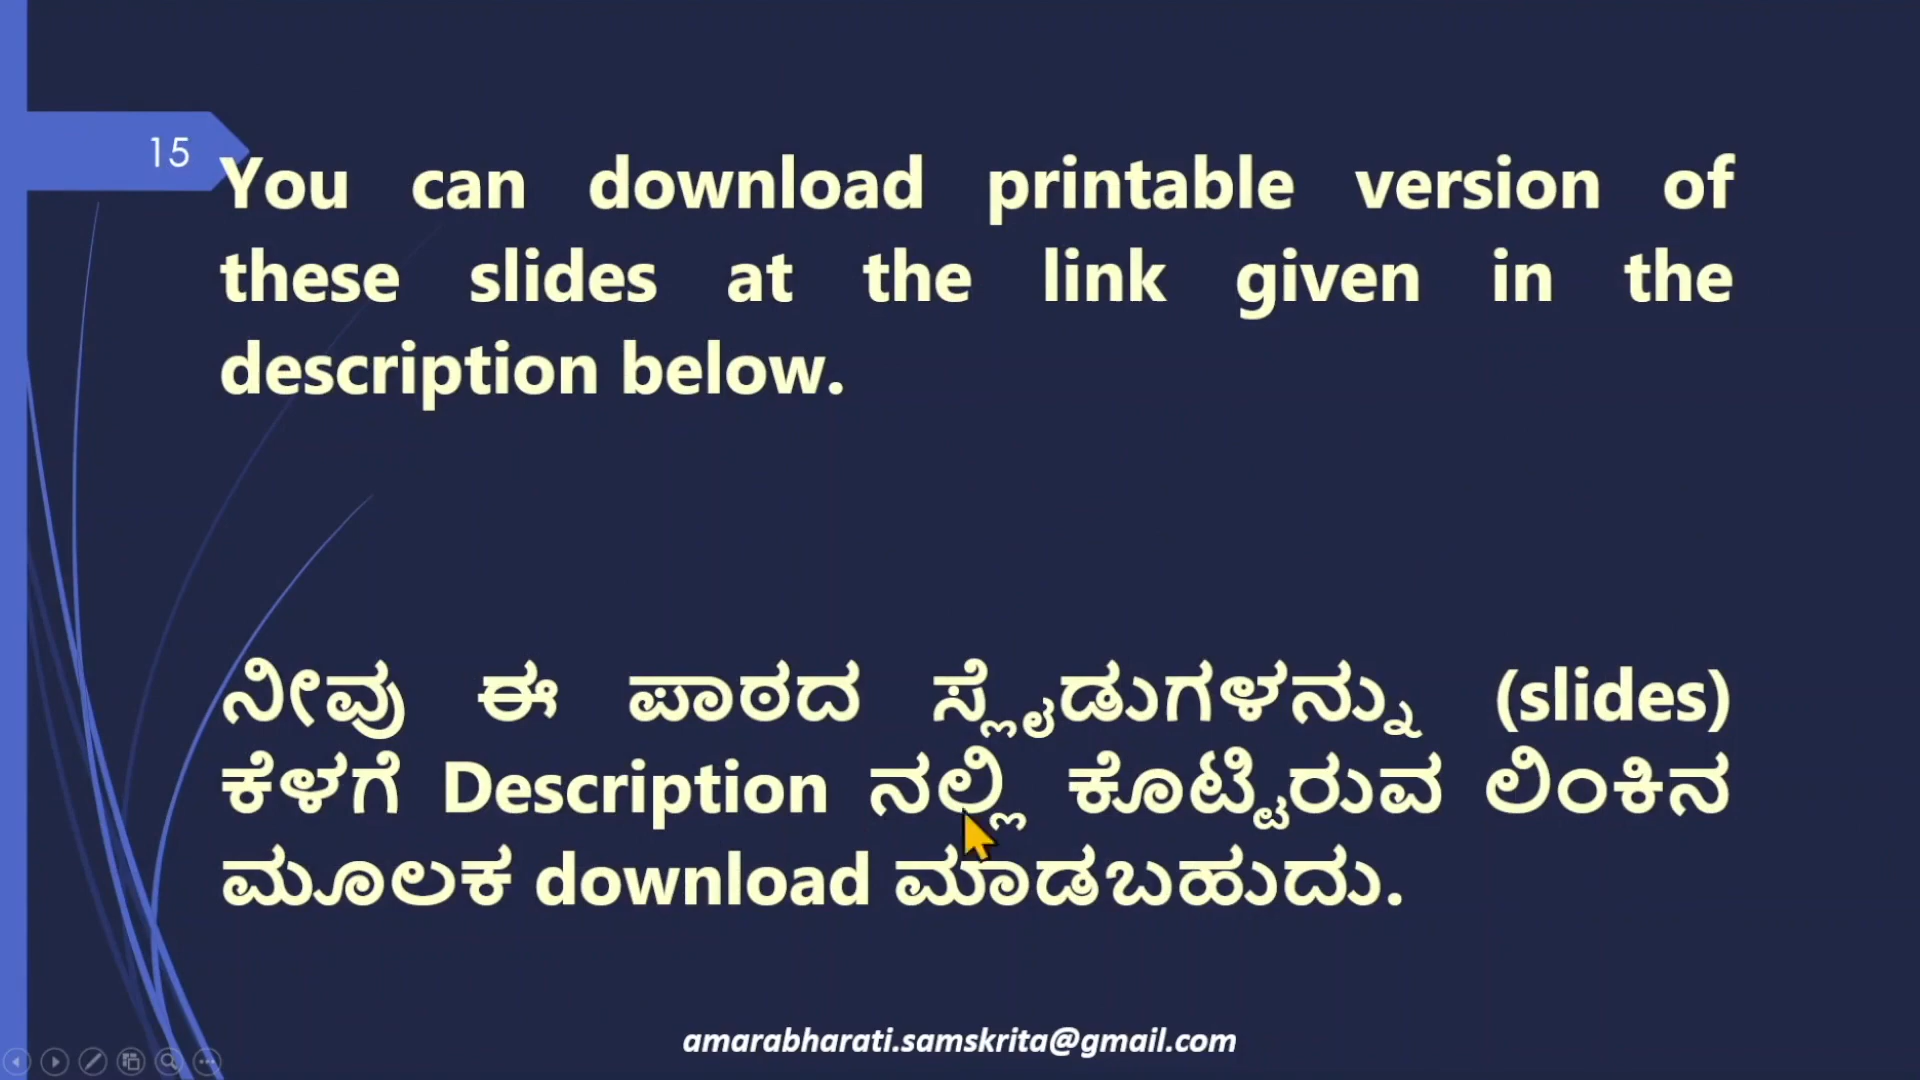 15
You can download printable version of
these slides at the link given in the
description below.
ನೀವು ಈ ಪಾಠದ ಸ್ಲೈಡುಗಳನ್ನು (slides)
ಕೆಳಗೆ Description ನಲ್ಲಿ ಕೊಟ್ಟಿರುವ ಲಿಂಕಿನ
ಮೂಲಕ download ಮಾಡಬಹುದು.
amarabharati.samskrita@gmail.com